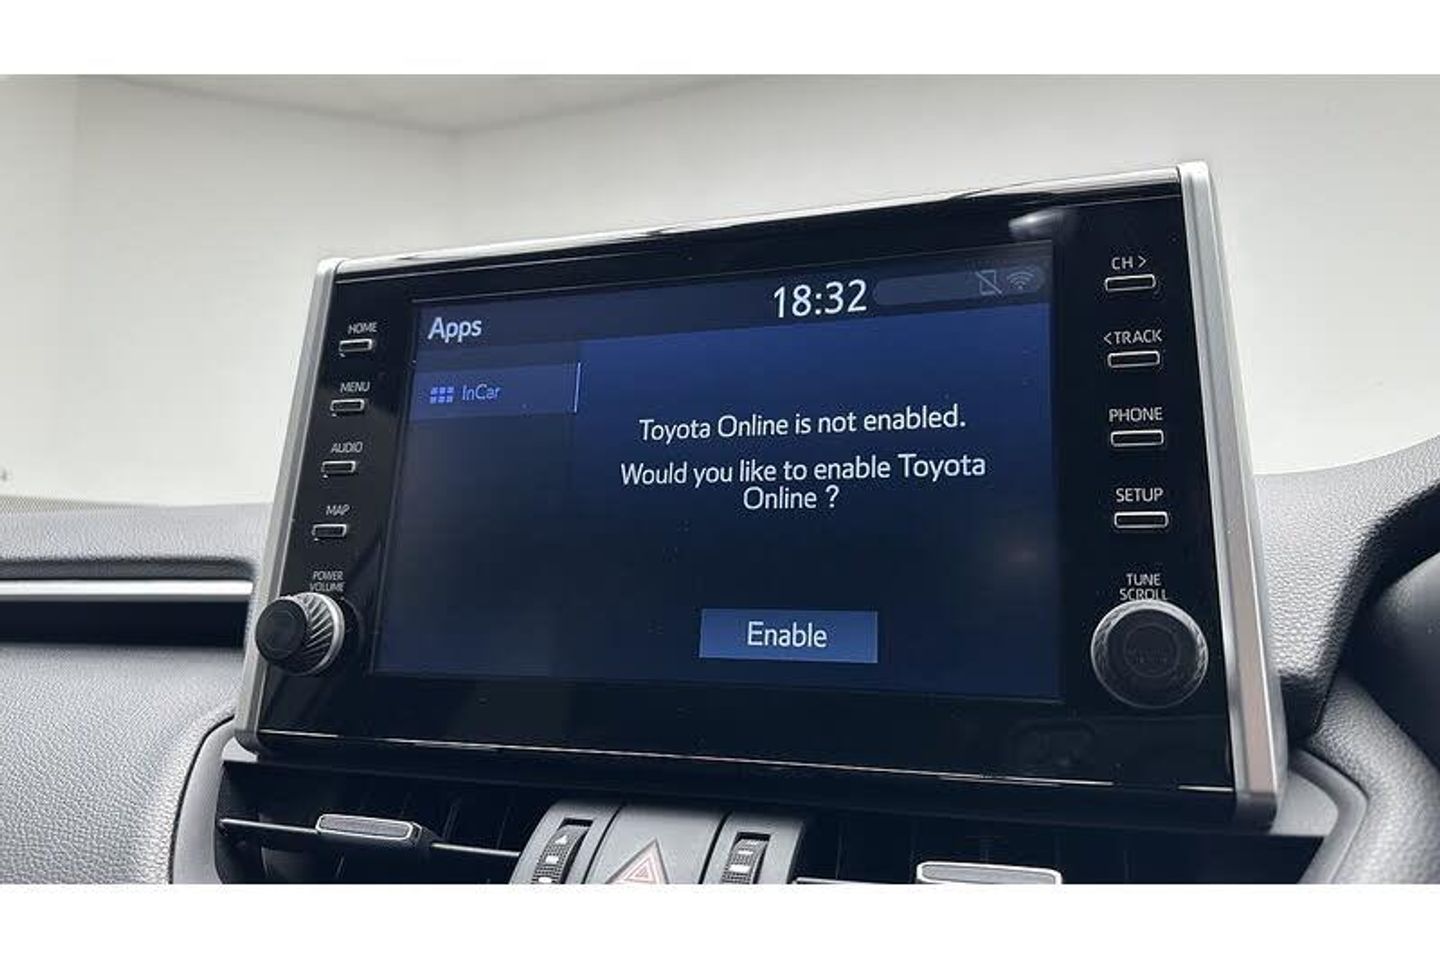 HOME
MENU
AUDIO
MAP
POWER
VOLUME
Apps
18:32
InCar
Toyota Online is not enabled.
Would you like to enable Toyota
Online ?
Enable
CH >
<TRACK
PHONE
SETUP
TUNE
SCROLL